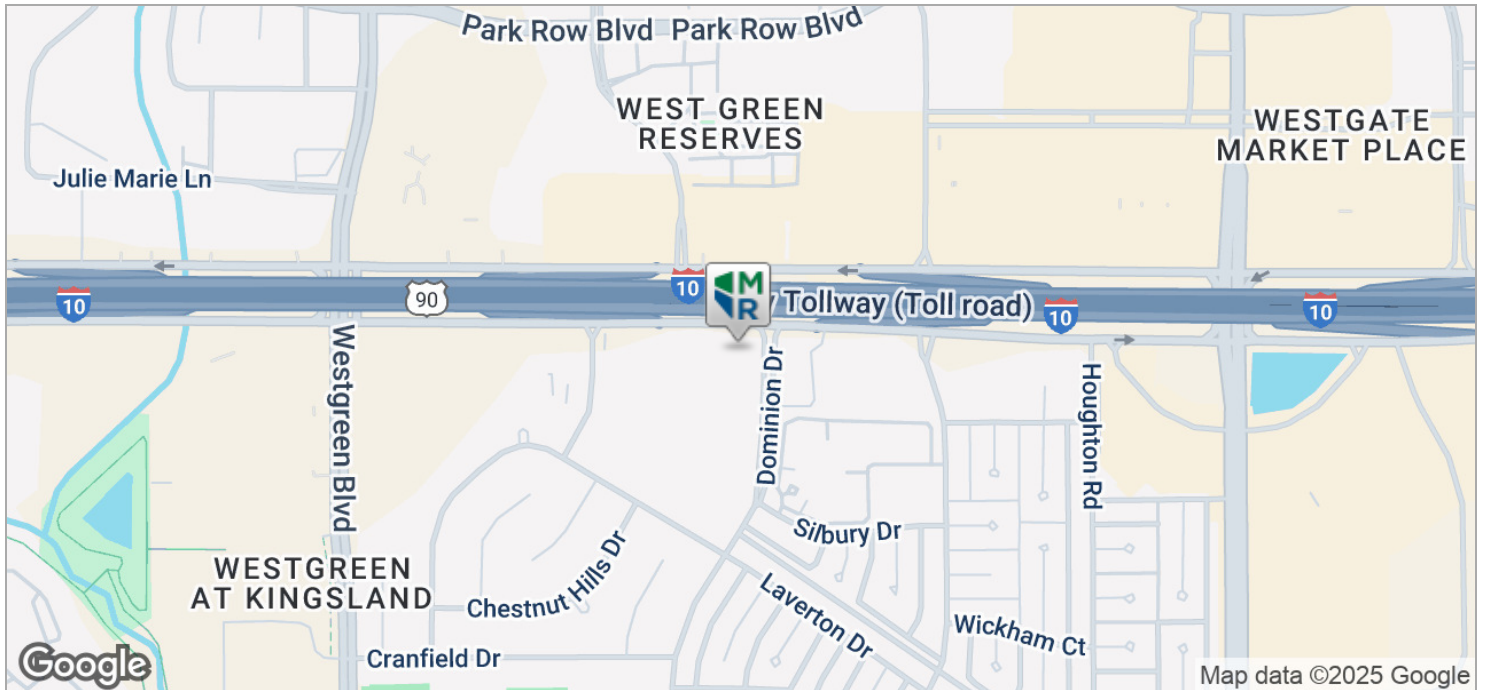 Park Row Blvd Park Row Blvd
WEST GREEN
RESERVES
WESTGATE
MARKET PLACE
Julie Marie Ln
10
90
10
M
R
y Tollway (Toll road)
10
10
Westgreen Blvd
Dominion Dr
Houghton Rd
Silbury Dr
Chestnut Hills Dr
WESTGREEN
AT KINGSLAND
Laverton Dr
Wickham Ct
Cranfield Dr
Google
Map data ©2025 Google